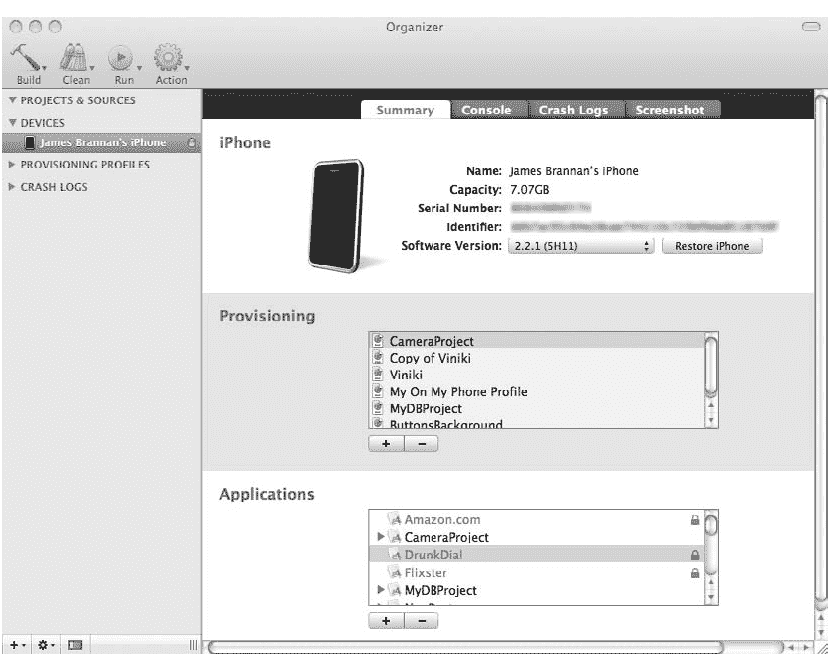 Organizer
Build Clean Run Action
PROJECTS & SOURCES
DEVICES
James Brannan's iPhone
PROVISIONING PROFILES
CRASH LOGS
Summary Console Crash Logs Screenshot
iPhone
Name: James Brannan's iPhone
Capacity: 7.07GB
Serial Number:
Identifier:
Software Version: 2.2.1 (5H11) Restore iPhone
Provisioning
CameraProject
Copy of Viniki
Viniki
My On My Phone Profile
MyDBProject
ButtonsBackground
Applications
Amazon.com
CameraProject
DrunkDial
Flixster
MyDBProject